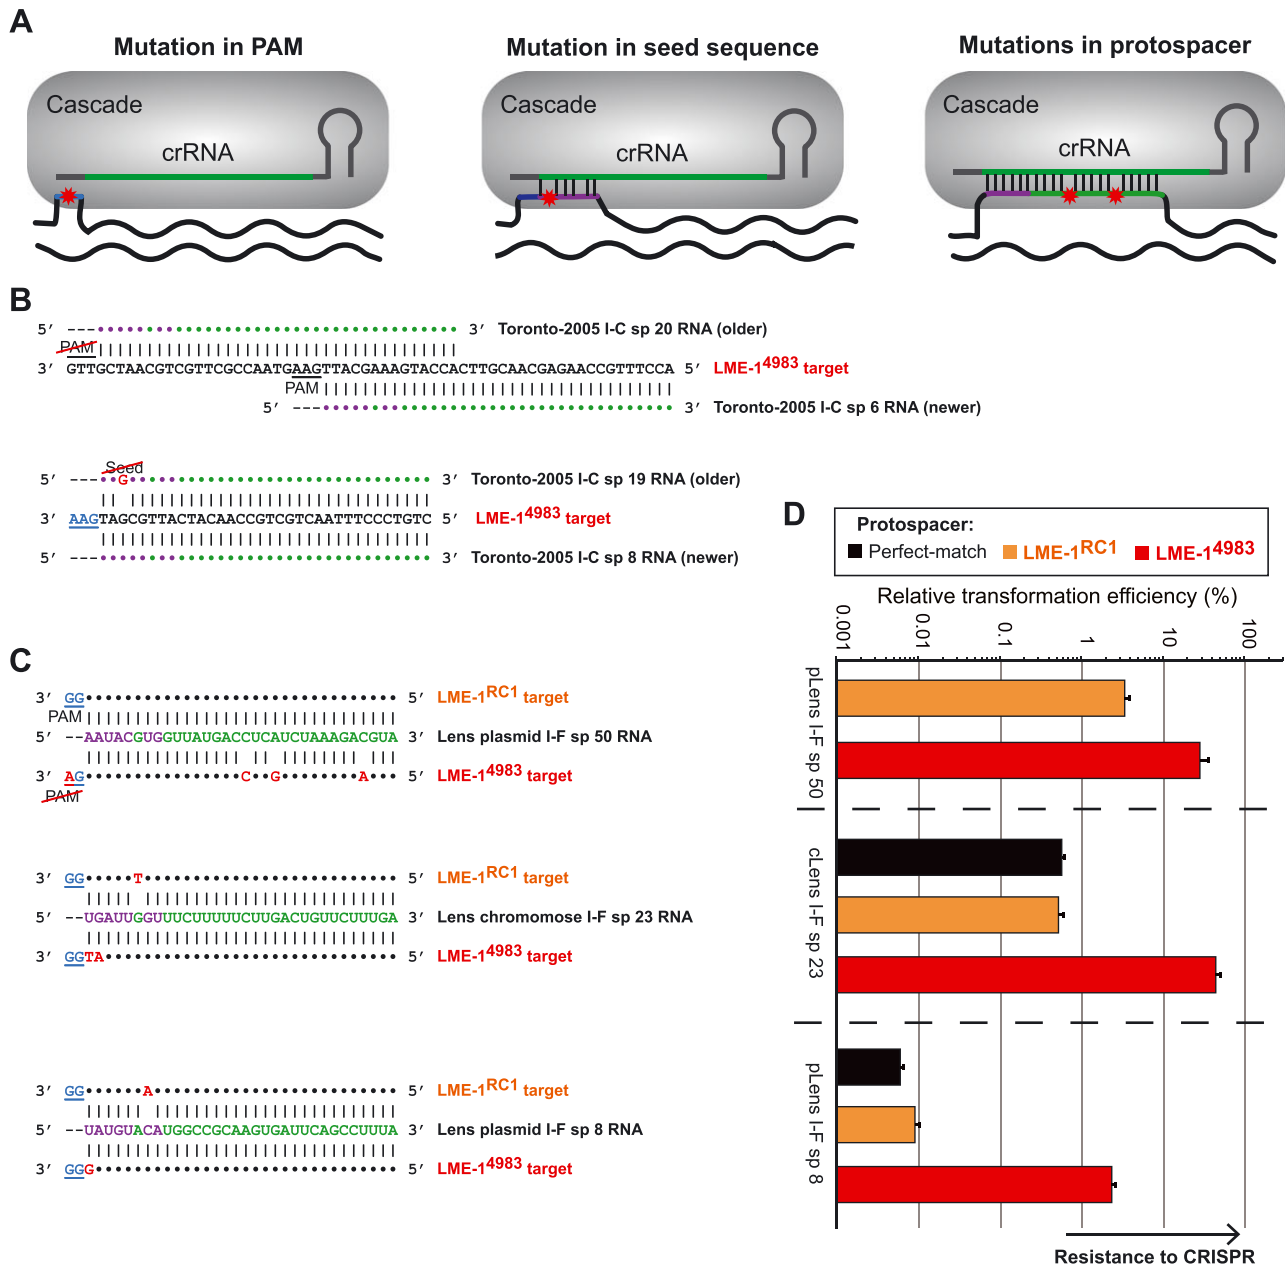 A
Mutation in PAM
Mutation in seed sequence
Mutations in protospacer
Cascade
crRNA
Cascade
crRNA
Cascade
crRNA
B
5′ --- 3′ Toronto-2005 I-C sp 20 RNA (older)
PAM
3′ GTTGCTAACGTCGTTCGCCAATGAAGTTACGAAAGTACCACTTGCAACGAGAACCGTTTCCA 5′ LME-1^4983 target
PAM
5′ --- 3′ Toronto-2005 I-C sp 6 RNA (newer)
Seed
5′ --- G 3′ Toronto-2005 I-C sp 19 RNA (older)
3′ AAGTAGCGTTACTACAACCGTCGTCAATTTCCCTGTC 5′ LME-1^4983 target
5′ --- 3′ Toronto-2005 I-C sp 8 RNA (newer)
C
3′ GG 5′ LME-1^RC1 target
PAM
5′ --AAUACGUGGUUAUGACCUCAUCUAAAGACGUA 3′ Lens plasmid I-F sp 50 RNA
3′ AG C G A 5′ LME-1^4983 target
PAM
3′ GG T 5′ LME-1^RC1 target
5′ --UGAUUGGUUUCUUUUUCUUGACUGUUCUUUGA 3′ Lens chromomose I-F sp 23 RNA
3′ GGTA 5′ LME-1^4983 target
3′ GG A 5′ LME-1^RC1 target
5′ --UAUGUACAUGGCCGCAAGUGAUUCAGCCUUUA 3′ Lens plasmid I-F sp 8 RNA
3′ GGG 5′ LME-1^4983 target
D
Protospacer:
Perfect-match LME-1^RC1 LME-1^4983
Relative transformation efficiency (%)
0.001 0.01 0.1 1 10 100
pLens I-F sp 50
cLens I-F sp 23
pLens I-F sp 8
Resistance to CRISPR